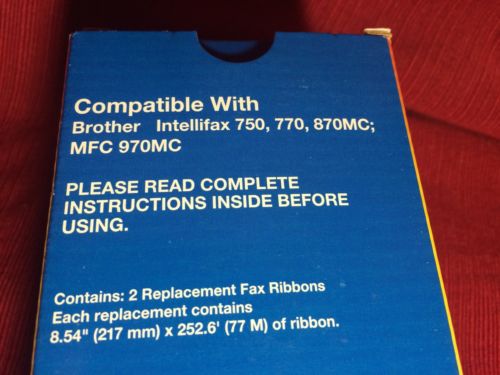 Compatible With
Brother Intellifax 750, 770, 870MC;
MFC 970MC
PLEASE READ COMPLETE
INSTRUCTIONS INSIDE BEFORE
USING.
Contains: 2 Replacement Fax Ribbons
Each replacement contains
8.54" (217 mm) x 252.6' (77 M) of ribbon.